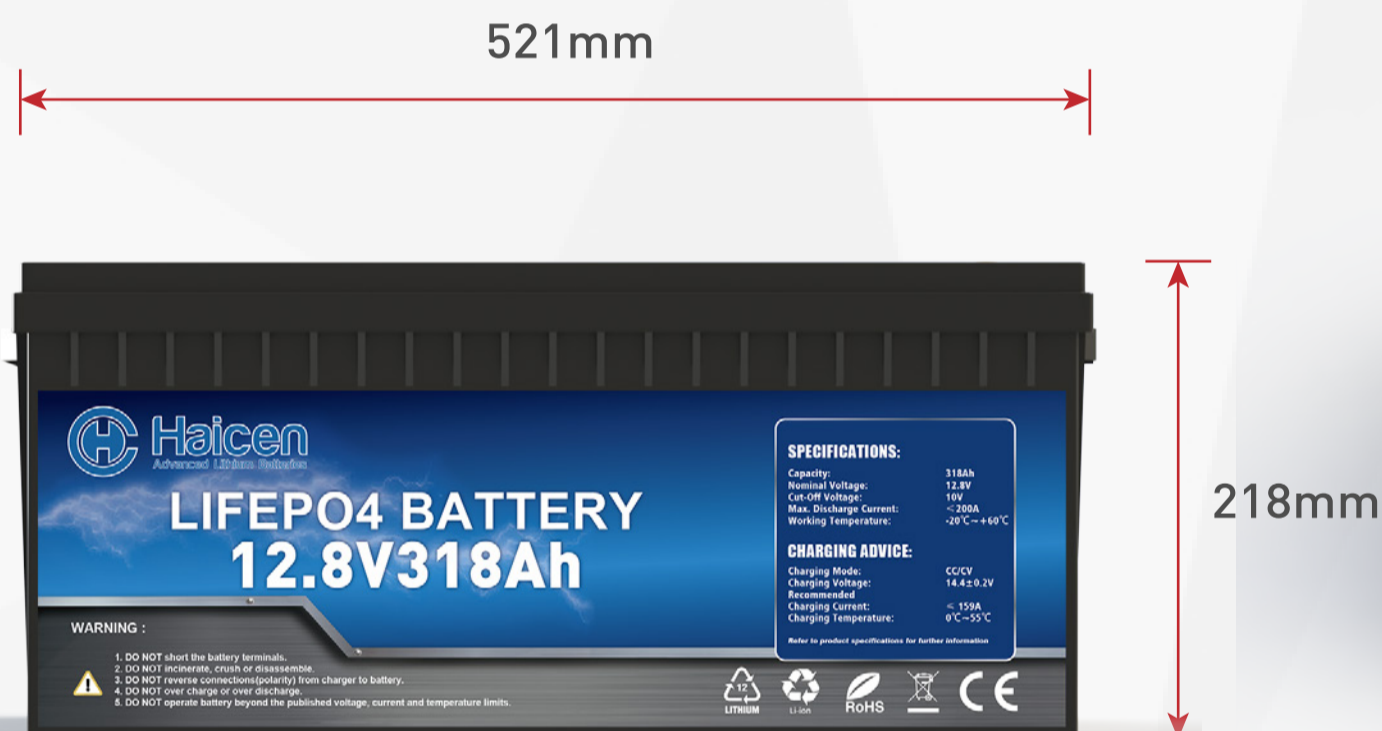 521mm
218mm
Haicen
Advanced Lithium Batteries
LIFEPO4 BATTERY
12.8V318Ah
SPECIFICATIONS:
Capacity: 318Ah
Nominal Voltage: 12.8V
Cut-Off Voltage: 10V
Max. Discharge Current: ≤200A
Working Temperature: -20℃~+60℃
CHARGING ADVICE:
Charging Mode: CC/CV
Charging Voltage: 14.4±0.2V
Recommended
Charging Current: ≤ 159A
Charging Temperature: 0℃~55℃
Refer to product specifications for further information
WARNING :
1. DO NOT short the battery terminals.
2. DO NOT incinerate, crush or disassemble.
3. DO NOT reverse connections(polarity) from charger to battery.
4. DO NOT over charge or over discharge.
5. DO NOT operate battery beyond the published voltage, current and temperature limits.
12
LITHIUM
Li-ion
RoHS
CE